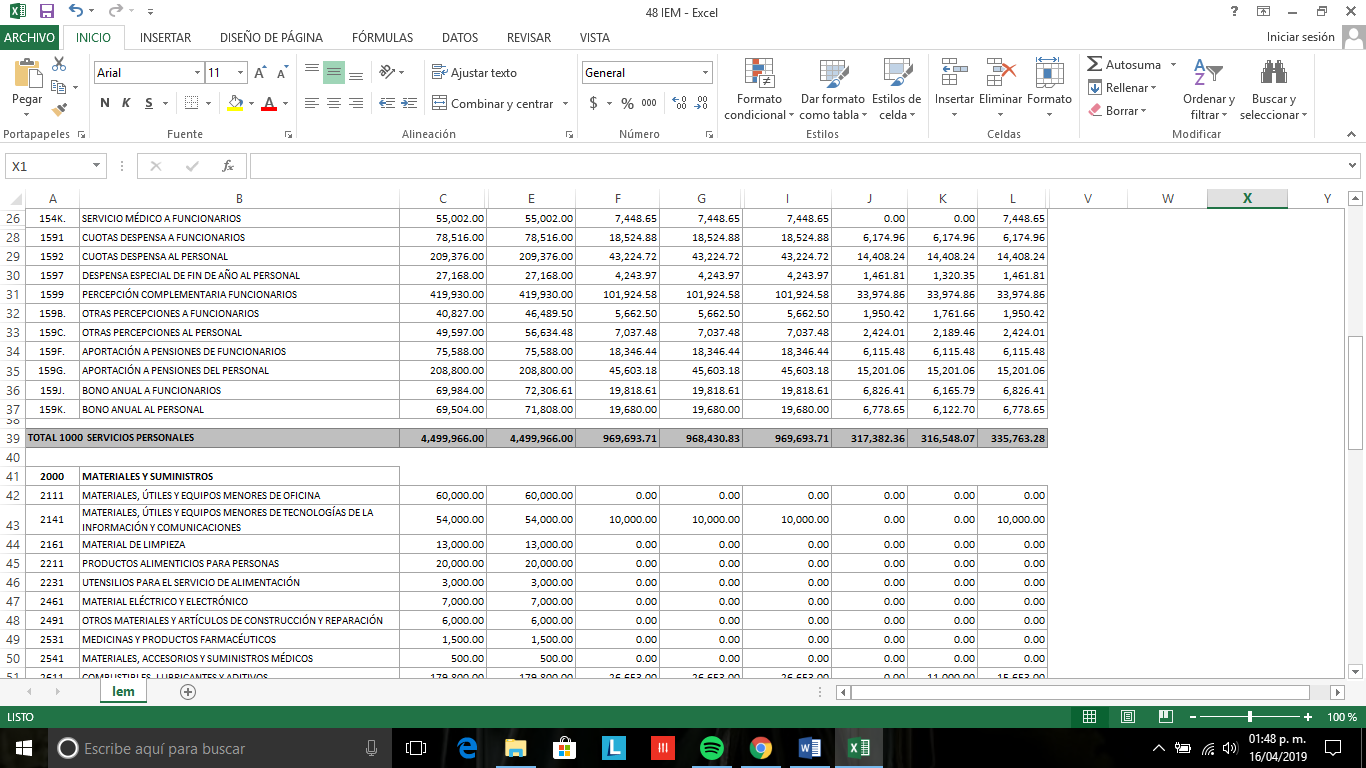 48 IEM - Excel
ARCHIVO INICIO INSERTAR DISEÑO DE PÁGINA FÓRMULAS DATOS REVISAR VISTA Iniciar sesión
Pegar
Arial 11
Ajustar texto
General
Autosuma
Rellenar
Borrar
N K S
Combinar y centrar
$ % 000
Formato condicional
Dar formato como tabla
Estilos de celda
Insertar Eliminar Formato
Ordenar y filtrar
Buscar y seleccionar
Portapapeles Fuente Alineación Número Estilos Celdas Modificar
X1 fx
A B C E F G I J K L V W X Y
26 154K. SERVICIO MÉDICO A FUNCIONARIOS 55,002.00 55,002.00 7,448.65 7,448.65 7,448.65 0.00 0.00 7,448.65
28 1591 CUOTAS DESPENSA A FUNCIONARIOS 78,516.00 78,516.00 18,524.88 18,524.88 18,524.88 6,174.96 6,174.96 6,174.96
29 1592 CUOTAS DESPENSA AL PERSONAL 209,376.00 209,376.00 43,224.72 43,224.72 43,224.72 14,408.24 14,408.24 14,408.24
30 1597 DESPENSA ESPECIAL DE FIN DE AÑO AL PERSONAL 27,168.00 27,168.00 4,243.97 4,243.97 4,243.97 1,461.81 1,320.35 1,461.81
31 1599 PERCEPCIÓN COMPLEMENTARIA FUNCIONARIOS 419,930.00 419,930.00 101,924.58 101,924.58 101,924.58 33,974.86 33,974.86 33,974.86
32 159B. OTRAS PERCEPCIONES A FUNCIONARIOS 40,827.00 46,489.50 5,662.50 5,662.50 5,662.50 1,950.42 1,761.66 1,950.42
33 159C. OTRAS PERCEPCIONES AL PERSONAL 49,597.00 56,634.48 7,037.48 7,037.48 7,037.48 2,424.01 2,189.46 2,424.01
34 159F. APORTACIÓN A PENSIONES DE FUNCIONARIOS 75,588.00 75,588.00 18,346.44 18,346.44 18,346.44 6,115.48 6,115.48 6,115.48
35 159G. APORTACIÓN A PENSIONES DEL PERSONAL 208,800.00 208,800.00 45,603.18 45,603.18 45,603.18 15,201.06 15,201.06 15,201.06
36 159J. BONO ANUAL A FUNCIONARIOS 69,984.00 72,306.61 19,818.61 19,818.61 19,818.61 6,826.41 6,165.79 6,826.41
37 159K. BONO ANUAL AL PERSONAL 69,504.00 71,808.00 19,680.00 19,680.00 19,680.00 6,778.65 6,122.70 6,778.65
38
39 TOTAL 1000 SERVICIOS PERSONALES 4,499,966.00 4,499,966.00 969,693.71 968,430.83 969,693.71 317,382.36 316,548.07 335,763.28
40
41 2000 MATERIALES Y SUMINISTROS
42 2111 MATERIALES, ÚTILES Y EQUIPOS MENORES DE OFICINA 60,000.00 60,000.00 0.00 0.00 0.00 0.00 0.00 0.00
MATERIALES, ÚTILES Y EQUIPOS MENORES DE TECNOLOGÍAS DE LA
43 2141 INFORMACIÓN Y COMUNICACIONES 54,000.00 54,000.00 10,000.00 10,000.00 10,000.00 0.00 0.00 10,000.00
44 2161 MATERIAL DE LIMPIEZA 13,000.00 13,000.00 0.00 0.00 0.00 0.00 0.00 0.00
45 2211 PRODUCTOS ALIMENTICIOS PARA PERSONAS 20,000.00 20,000.00 0.00 0.00 0.00 0.00 0.00 0.00
46 2231 UTENSILIOS PARA EL SERVICIO DE ALIMENTACIÓN 3,000.00 3,000.00 0.00 0.00 0.00 0.00 0.00 0.00
47 2461 MATERIAL ELÉCTRICO Y ELECTRÓNICO 7,000.00 7,000.00 0.00 0.00 0.00 0.00 0.00 0.00
48 2491 OTROS MATERIALES Y ARTÍCULOS DE CONSTRUCCIÓN Y REPARACIÓN 6,000.00 6,000.00 0.00 0.00 0.00 0.00 0.00 0.00
49 2531 MEDICINAS Y PRODUCTOS FARMACÉUTICOS 1,500.00 1,500.00 0.00 0.00 0.00 0.00 0.00 0.00
50 2541 MATERIALES, ACCESORIOS Y SUMINISTROS MÉDICOS 500.00 500.00 0.00 0.00 0.00 0.00 0.00 0.00
51 2611 COMBUSTIBLES, LUBRICANTES Y ADITIVOS 179,800.00 179,800.00 26,653.00 26,653.00 26,653.00 0.00 11,000.00 15,653.00
Iem
LISTO 100 %
Escribe aquí para buscar
01:48 p. m.
16/04/2019